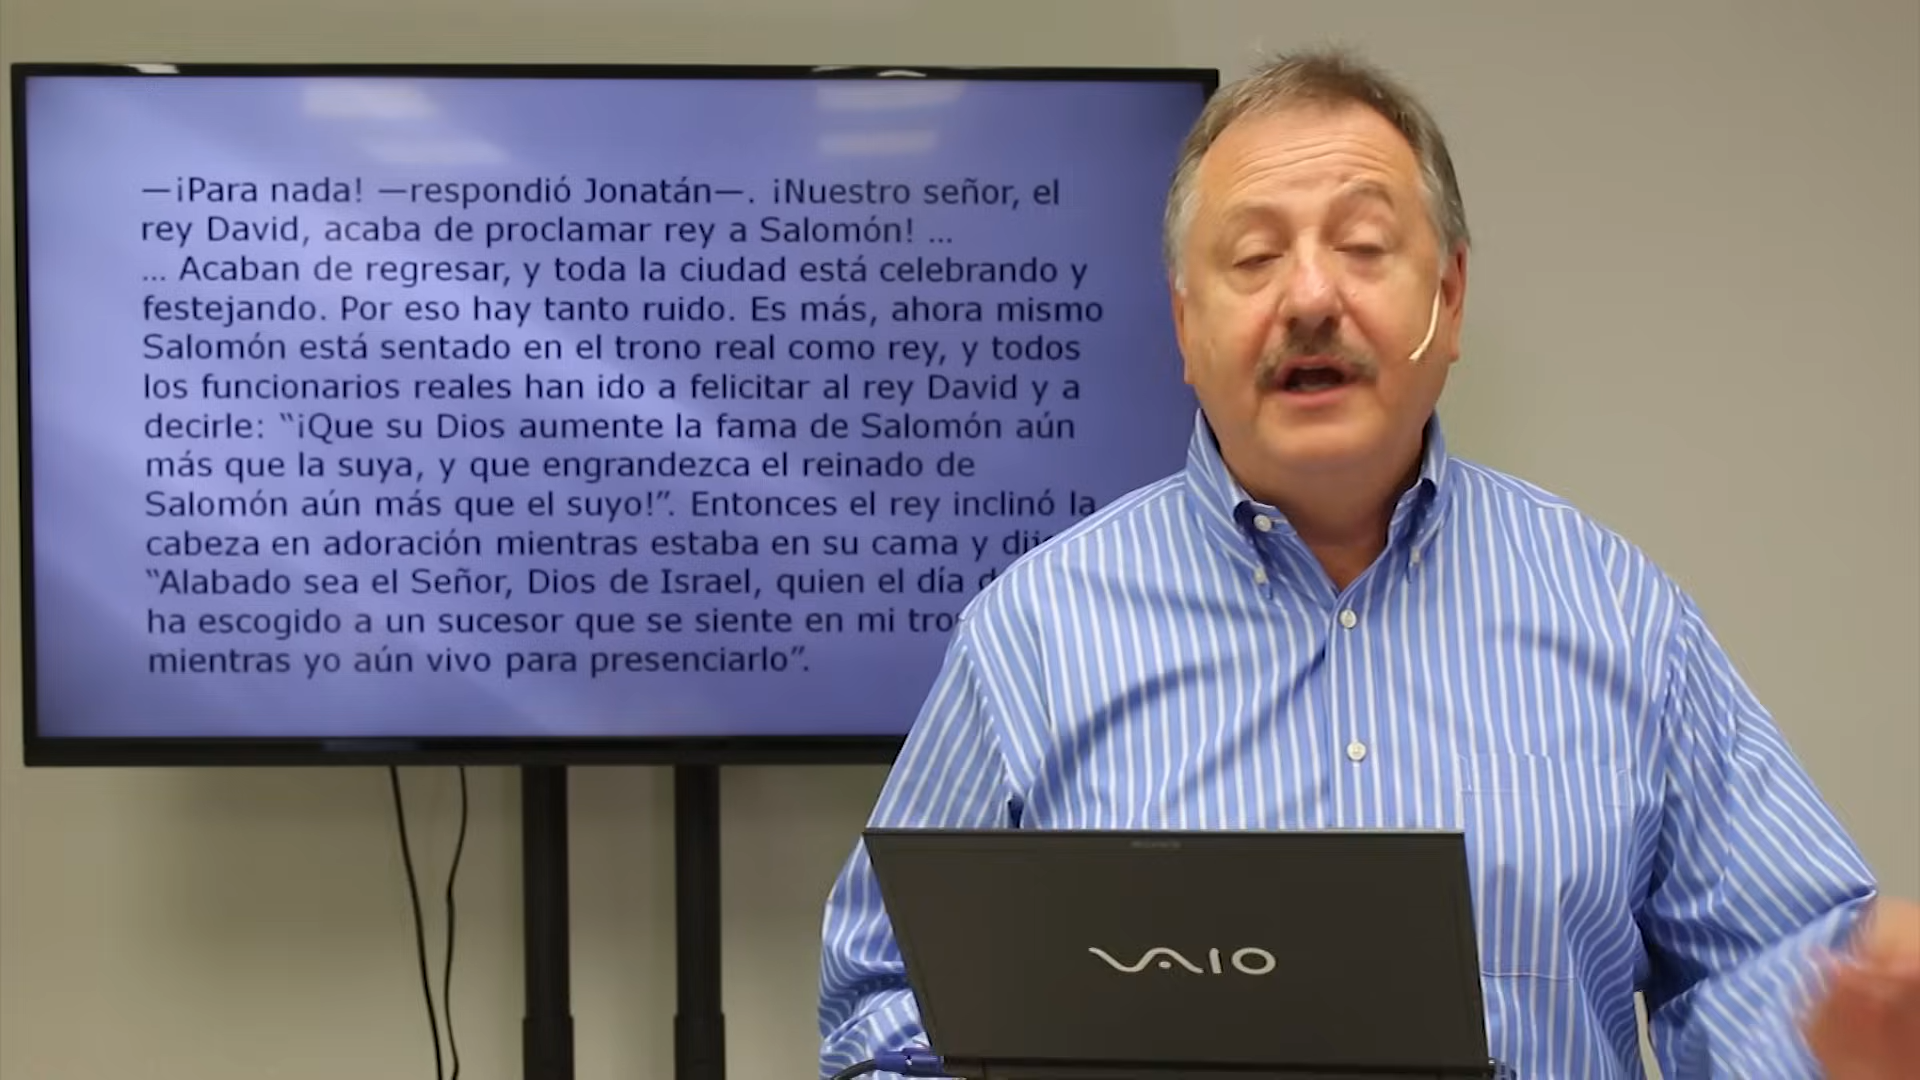 —¡Para nada! —respondió Jonatán—. ¡Nuestro señor, el
rey David, acaba de proclamar rey a Salomón! ...
... Acaban de regresar, y toda la ciudad está celebrando y
festejando. Por eso hay tanto ruido. Es más, ahora mismo
Salomón está sentado en el trono real como rey, y todos
los funcionarios reales han ido a felicitar al rey David y a
decirle: “¡Que su Dios aumente la fama de Salomón aún
más que la suya, y que engrandezca el reinado de
Salomón aún más que el suyo!”. Entonces el rey inclinó la
cabeza en adoración mientras estaba en su cama y
“Alabado sea el Señor, Dios de Israel, quien el día
ha escogido a un sucesor que se siente en mi
mientras yo aún vivo para presenciarlo”.
VAIO